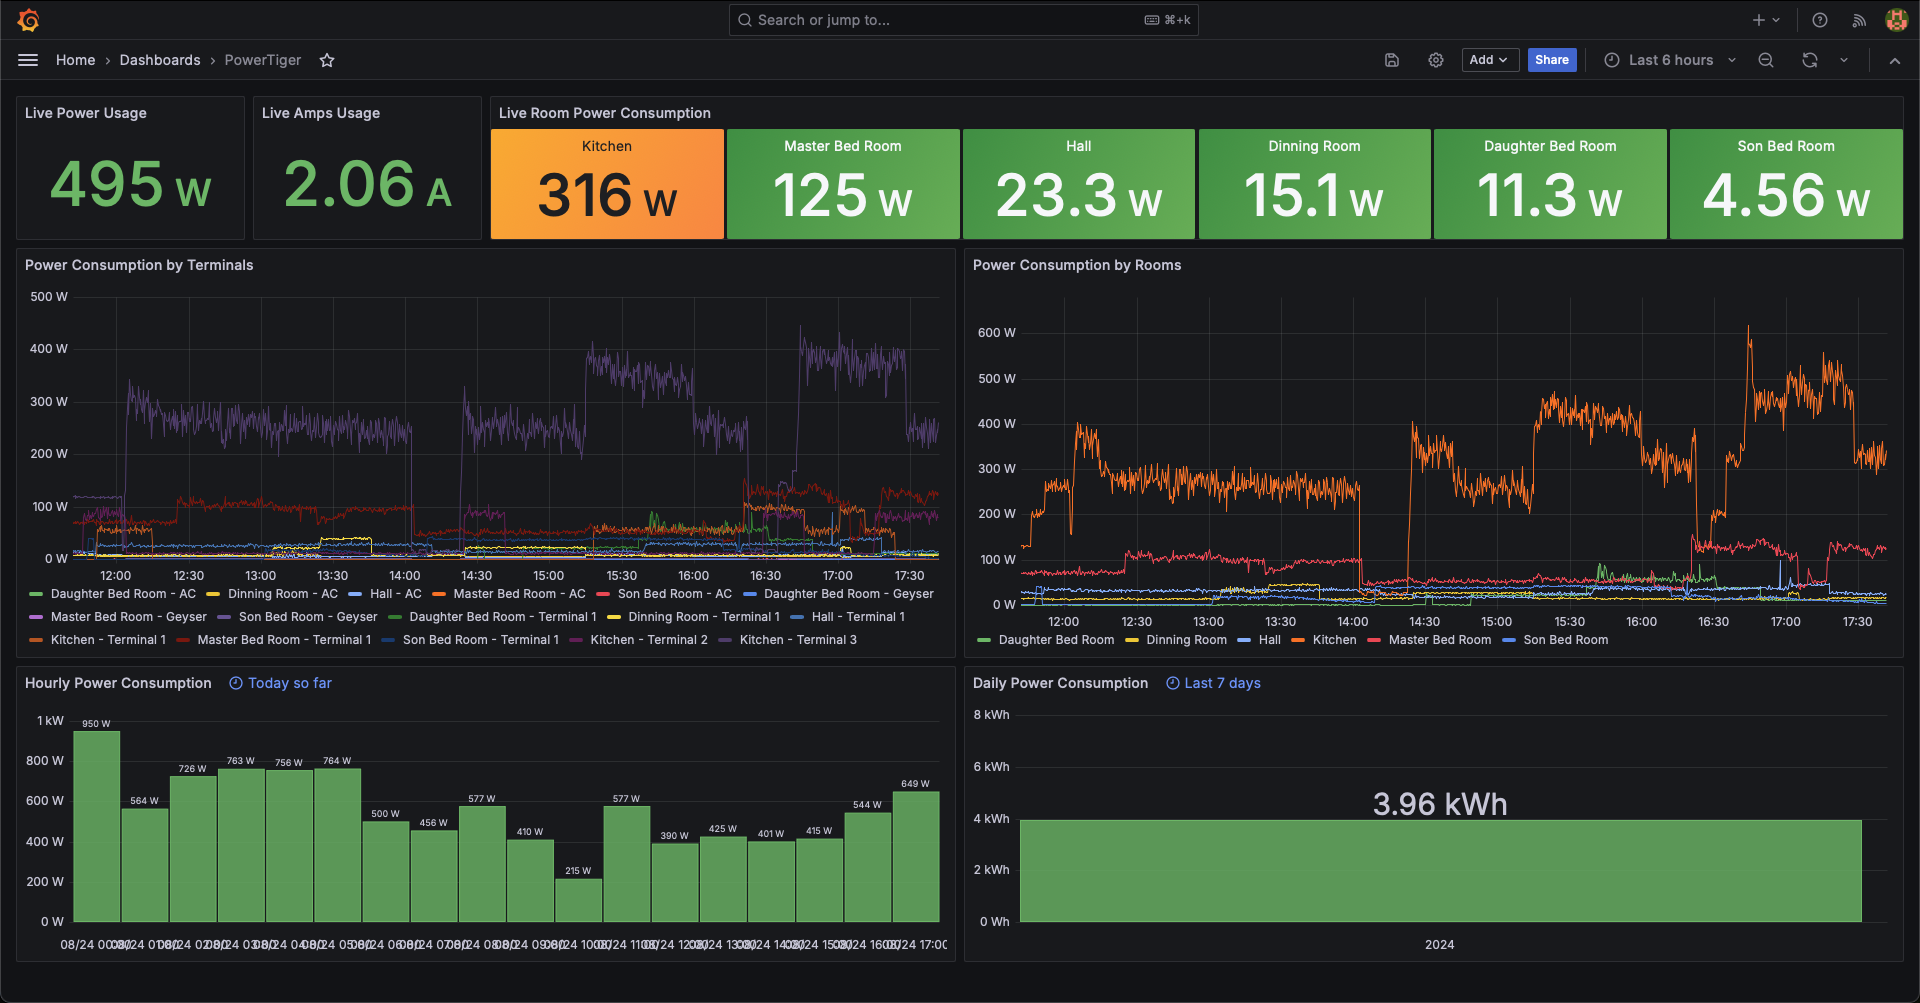 Search or jump to... ⌘+k
Home › Dashboards › PowerTiger
Add Share Last 6 hours
Live Power Usage
495 W
Live Amps Usage
2.06 A
Live Room Power Consumption
Kitchen
316 W
Master Bed Room
125 W
Hall
23.3 W
Dinning Room
15.1 W
Daughter Bed Room
11.3 W
Son Bed Room
4.56 W
Power Consumption by Terminals
500 W
400 W
300 W
200 W
100 W
0 W
12:00 12:30 13:00 13:30 14:00 14:30 15:00 15:30 16:00 16:30 17:00 17:30
Daughter Bed Room - AC Dinning Room - AC Hall - AC Master Bed Room - AC Son Bed Room - AC Daughter Bed Room - Geyser
Master Bed Room - Geyser Son Bed Room - Geyser Daughter Bed Room - Terminal 1 Dinning Room - Terminal 1 Hall - Terminal 1
Kitchen - Terminal 1 Master Bed Room - Terminal 1 Son Bed Room - Terminal 1 Kitchen - Terminal 2 Kitchen - Terminal 3
Power Consumption by Rooms
600 W
500 W
400 W
300 W
200 W
100 W
0 W
12:00 12:30 13:00 13:30 14:00 14:30 15:00 15:30 16:00 16:30 17:00 17:30
Daughter Bed Room Dinning Room Hall Kitchen Master Bed Room Son Bed Room
Hourly Power Consumption Today so far
1 kW
800 W
600 W
400 W
200 W
0 W
950 W 564 W 726 W 763 W 756 W 764 W 500 W 456 W 577 W 410 W 215 W 577 W 390 W 425 W 401 W 415 W 544 W 649 W
08/24 00:00 08/24 01:00 08/24 02:00 08/24 03:00 08/24 04:00 08/24 05:00 08/24 06:00 08/24 07:00 08/24 08:00 08/24 09:00 08/24 10:00 08/24 11:00 08/24 12:00 08/24 13:00 08/24 14:00 08/24 15:00 08/24 16:00 08/24 17:00
Daily Power Consumption Last 7 days
8 kWh
6 kWh
4 kWh
2 kWh
0 Wh
3.96 kWh
2024